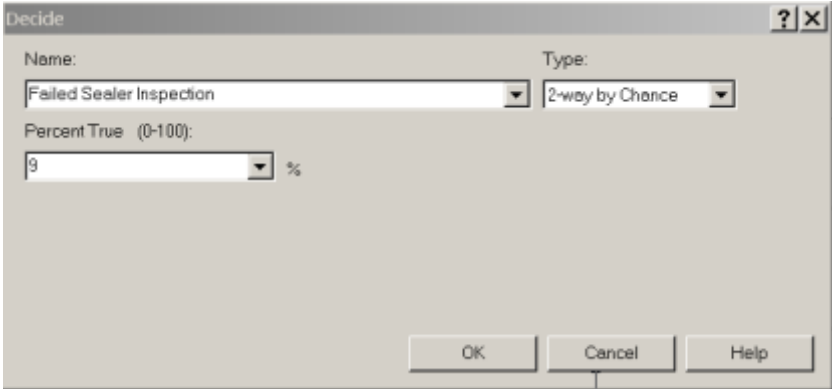 Decide
Name: Type:
Failed Sealer Inspection 2-way by Chance
Percent True (0-100):
9 %
OK Cancel Help